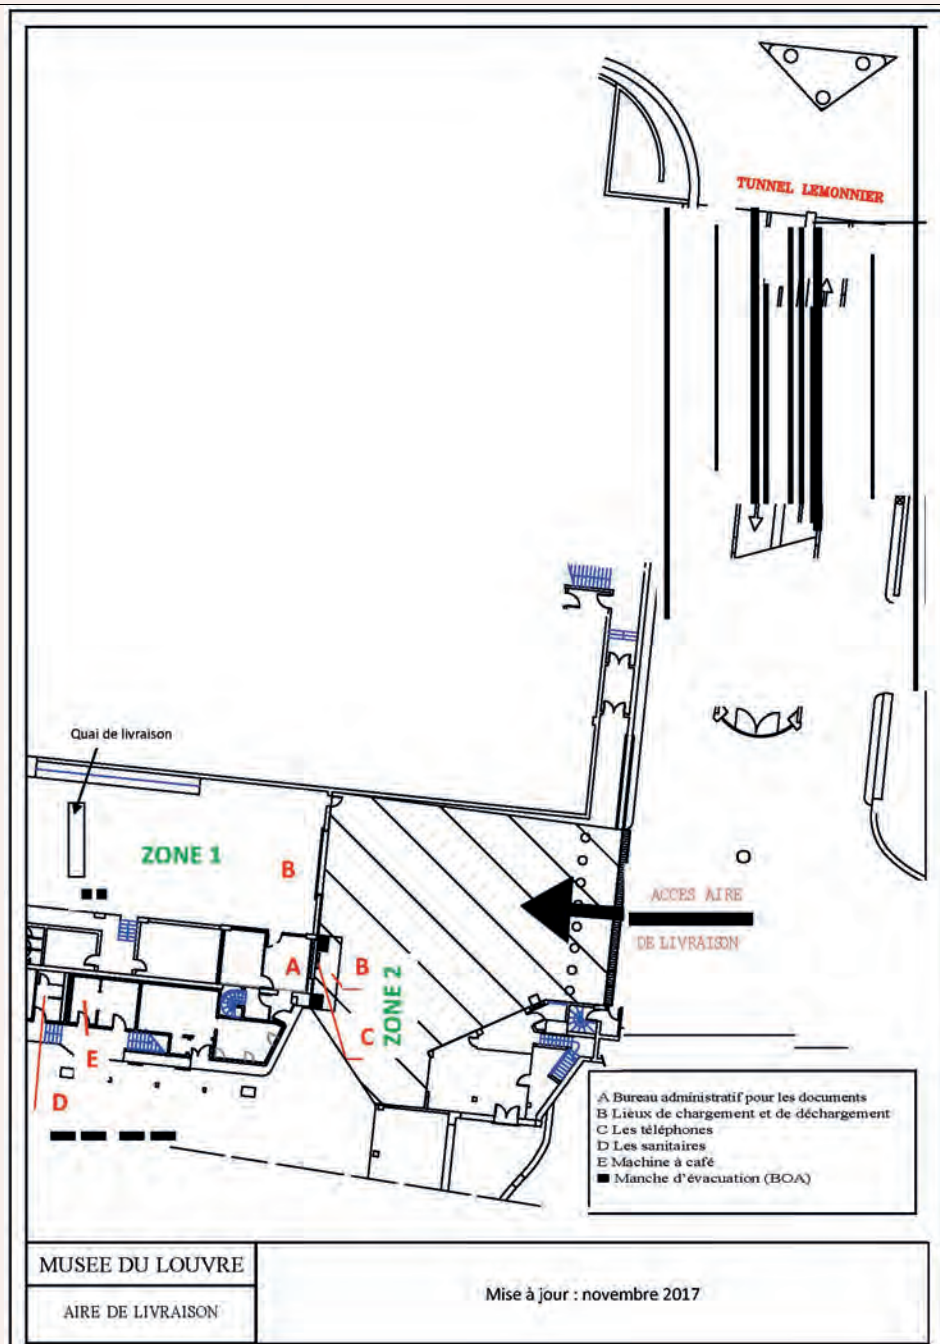 TUNNEL LEMONNIER
Quai de livraison
ZONE 1
B
ACCES AIRE
DE LIVRAISON
A
B
ZONE 2
C
E
D
A Bureau administratif pour les documents
B Lieux de chargement et de déchargement
C Les téléphones
D Les sanitaires
E Machine à café
■ Manche d'évacuation (BOA)
MUSEE DU LOUVRE
AIRE DE LIVRAISON
Mise à jour : novembre 2017